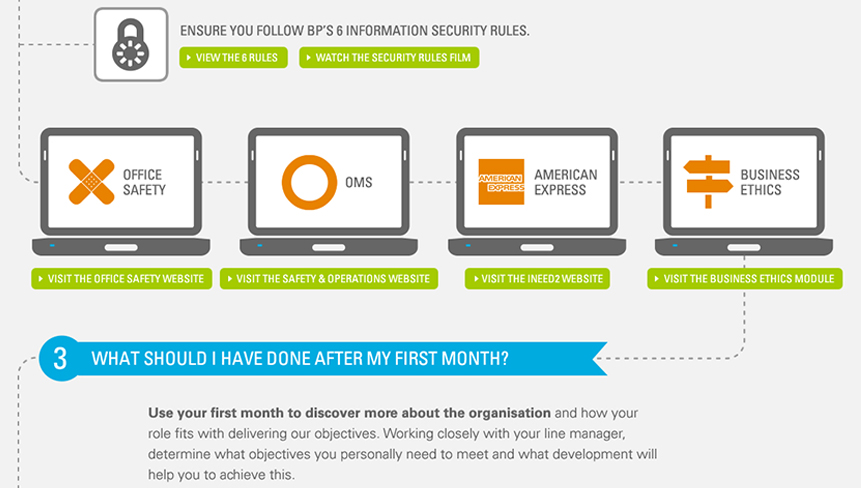 ENSURE YOU FOLLOW BP'S 6 INFORMATION SECURITY RULES.
VIEW THE 6 RULES
WATCH THE SECURITY RULES FILM
OFFICE
SAFETY
OMS
AMERICAN
EXPRESS
AMERICAN
EXPRESS
BUSINESS
ETHICS
VISIT THE OFFICE SAFETY WEBSITE
VISIT THE SAFETY & OPERATIONS WEBSITE
VISIT THE INEED2 WEBSITE
VISIT THE BUSINESS ETHICS MODULE
3 WHAT SHOULD I HAVE DONE AFTER MY FIRST MONTH?
Use your first month to discover more about the organisation and how your
role fits with delivering our objectives. Working closely with your line manager,
determine what objectives you personally need to meet and what development will
help you to achieve this.